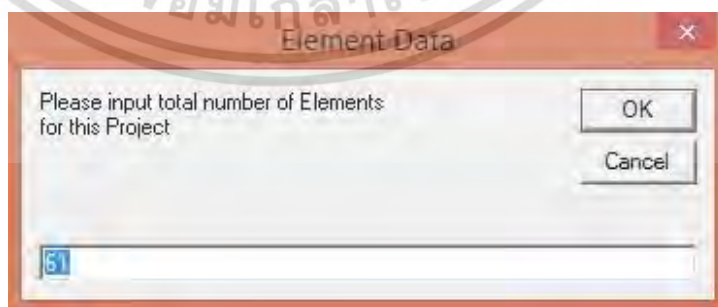 Element Data
Please input total number of Elements
for this Project
OK
Cancel
61